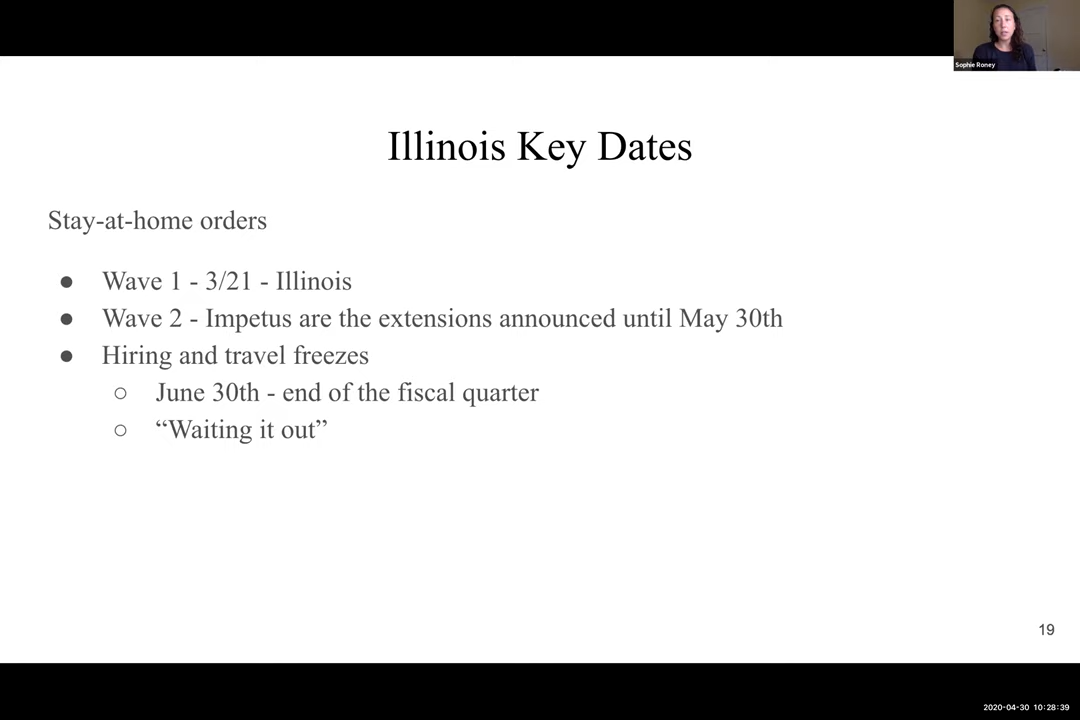 Sophie Roney
Illinois Key Dates
Stay-at-home orders
● Wave 1 - 3/21 - Illinois
● Wave 2 - Impetus are the extensions announced until May 30th
● Hiring and travel freezes
○ June 30th - end of the fiscal quarter
○ “Waiting it out”
19
2020-04-30 10:28:39